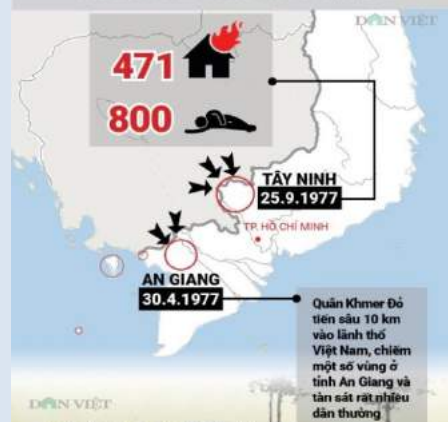 DÂN VIỆT
471
800
TÂY NINH
25.9.1977
TP. HỒ CHÍ MINH
AN GIANG
30.4.1977
Quân Khmer Đỏ
tiến sâu 10 km
vào lãnh thổ
Việt Nam, chiếm
một số vùng ở
tỉnh An Giang và
tàn sát rất nhiều
dân thường
DÂN VIỆT